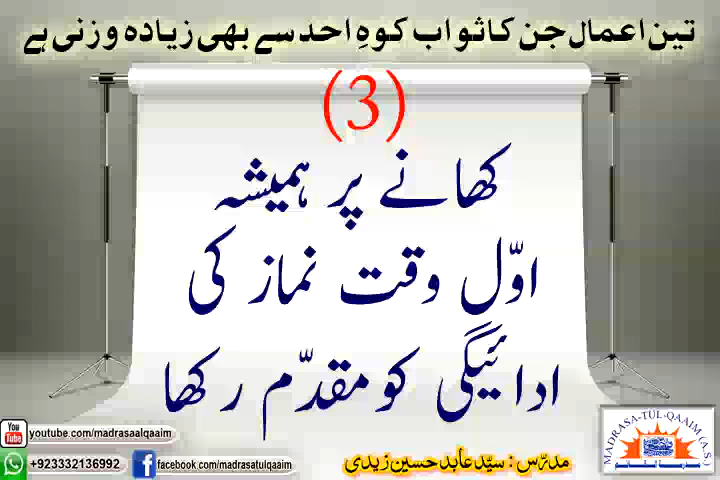 تین اعمال جن کا ثواب کوہِ احد سے بھی زیادہ وزنی ہے
(3)
کھانے پر ہمیشہ
اوّل وقت نماز کی
ادائیگی کو مقدّم رکھا
MADRASA-TUL-QAAIM (A.S)
You Tube youtube.com/madrasaalqaaim
+923332136992 facebook.com/madrasatulqaaim
مدرّس : سیّد عابد حسین زیدی